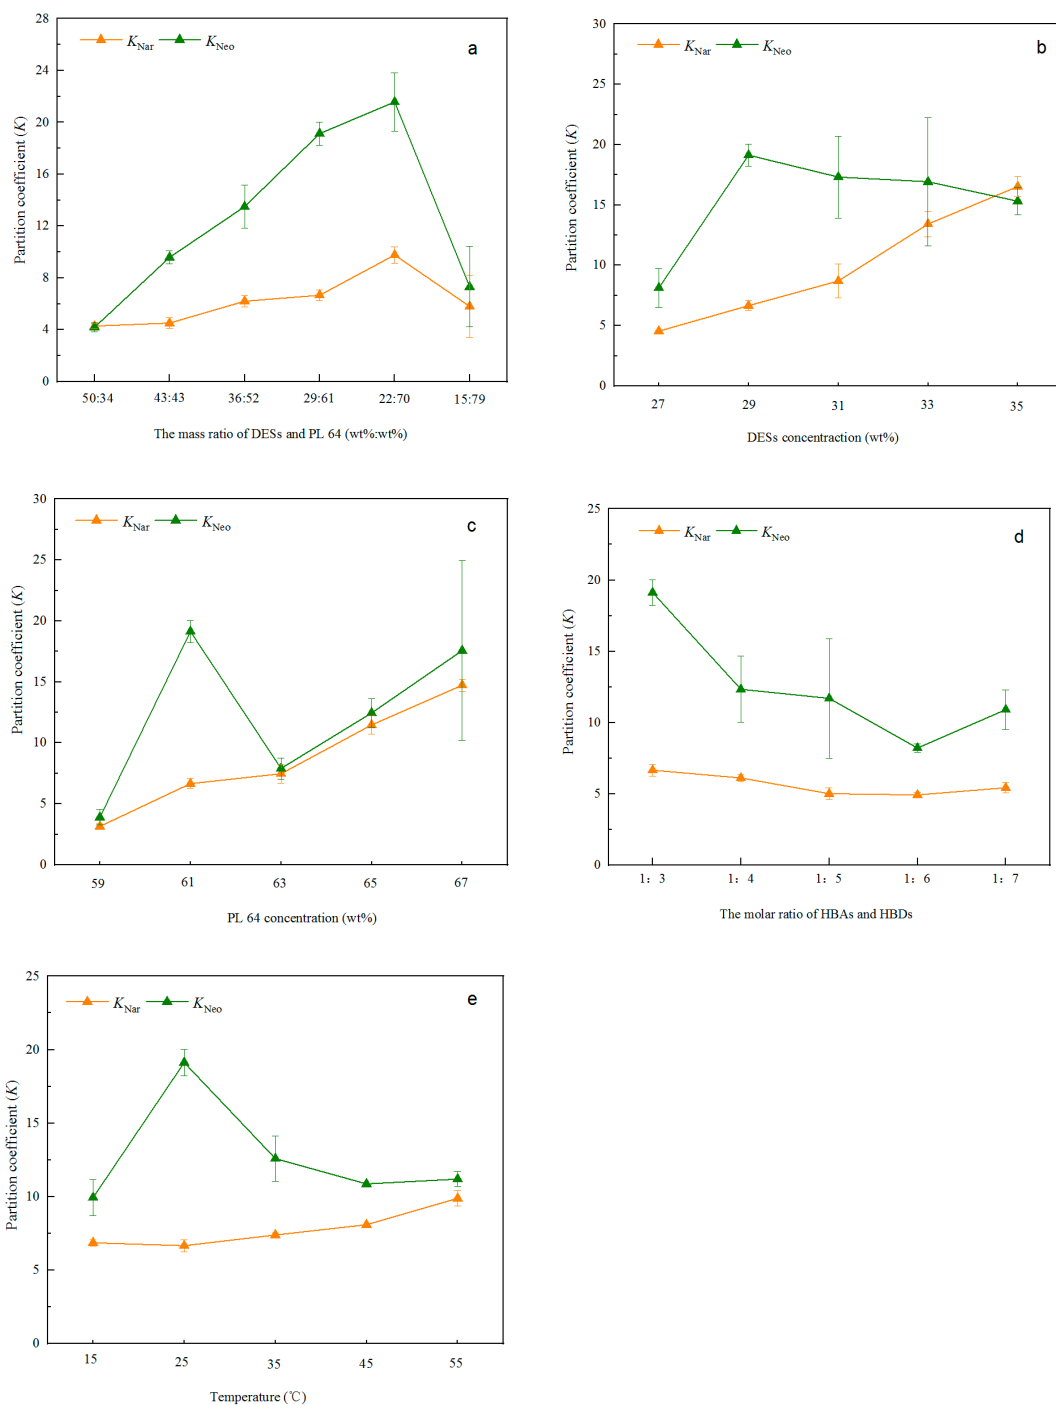 a
K_Nar K_Neo
28
24
20
16
12
8
4
0
Partition coefficient (K)
50:34 43:43 36:52 29:61 22:70 15:79
The mass ratio of DESs and PL 64 (wt%:wt%)
b
K_Nar K_Neo
30
25
20
15
10
5
0
Partition coefficient (K)
27 29 31 33 35
DESs concentraction (wt%)
c
K_Nar K_Neo
30
25
20
15
10
5
0
Partition coefficient (K)
59 61 63 65 67
PL 64 concentration (wt%)
d
K_Nar K_Neo
25
20
15
10
5
0
Partition coefficient (K)
1: 3 1: 4 1: 5 1: 6 1: 7
The molar ratio of HBAs and HBDs
e
K_Nar K_Neo
25
20
15
10
5
0
Partition coefficient (K)
15 25 35 45 55
Temperature (℃)